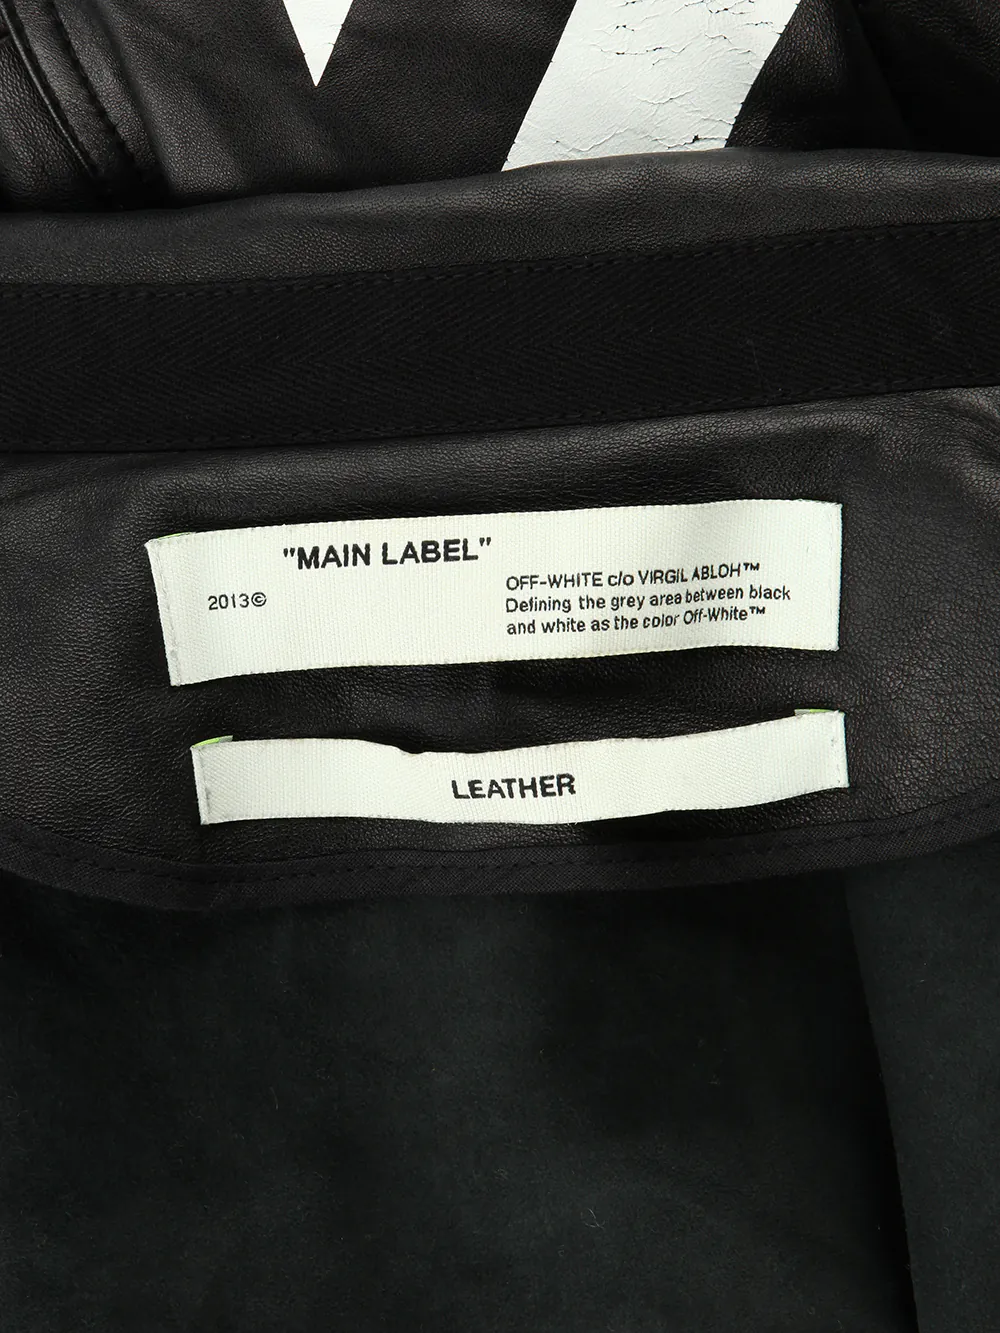 "MAIN LABEL"
2013©
OFF-WHITE c/o VIRGIL ABLOH™
Defining the grey area between black
and white as the color Off-White™
LEATHER